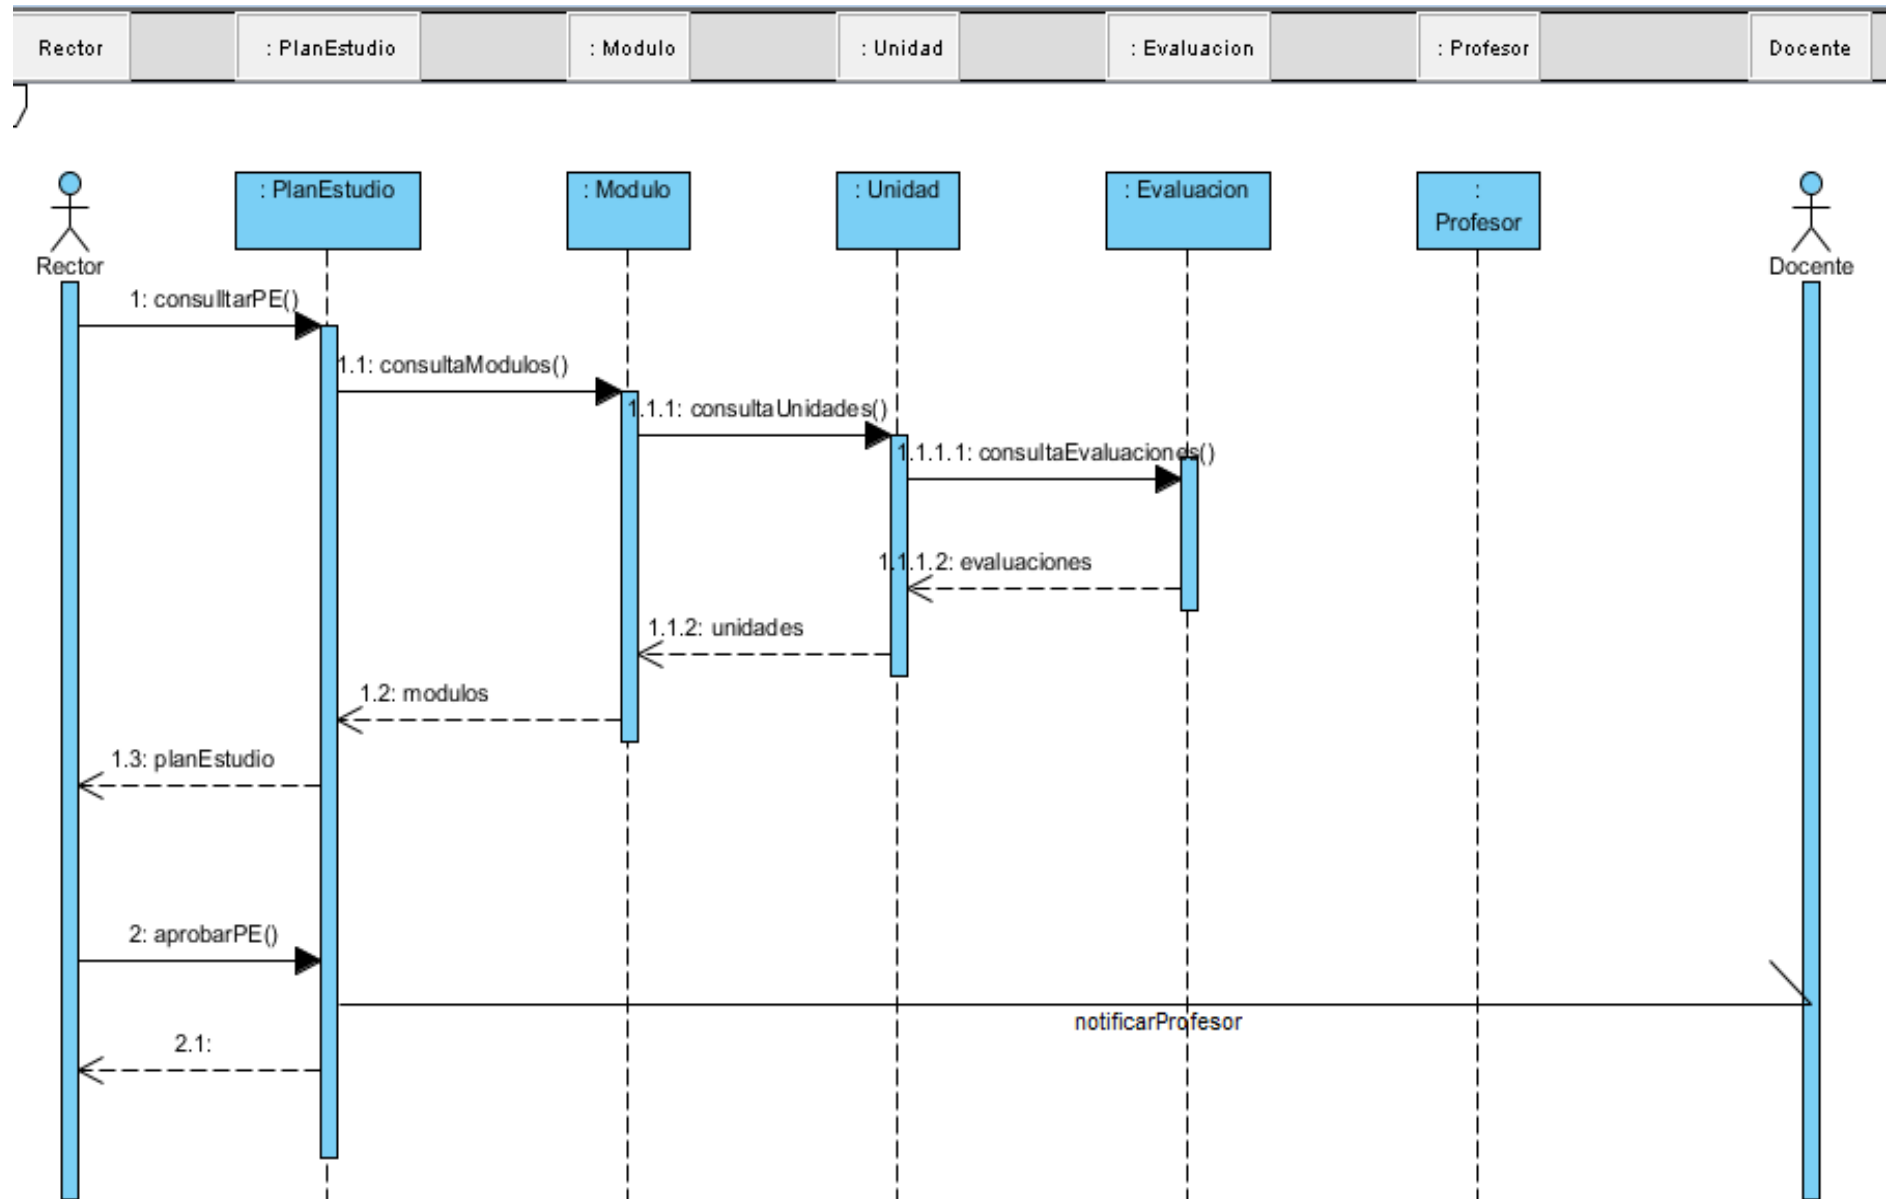 Rector : PlanEstudio : Modulo : Unidad : Evaluacion : Profesor Docente
: PlanEstudio : Modulo : Unidad : Evaluacion :
Profesor
Rector Docente
1: consulltarPE()
1.1: consultaModulos()
1.1.1: consultaUnidades()
1.1.1.1: consultaEvaluaciones()
1.1.1.2: evaluaciones
1.1.2: unidades
1.2: modulos
1.3: planEstudio
2: aprobarPE()
notificarProfesor
2.1: